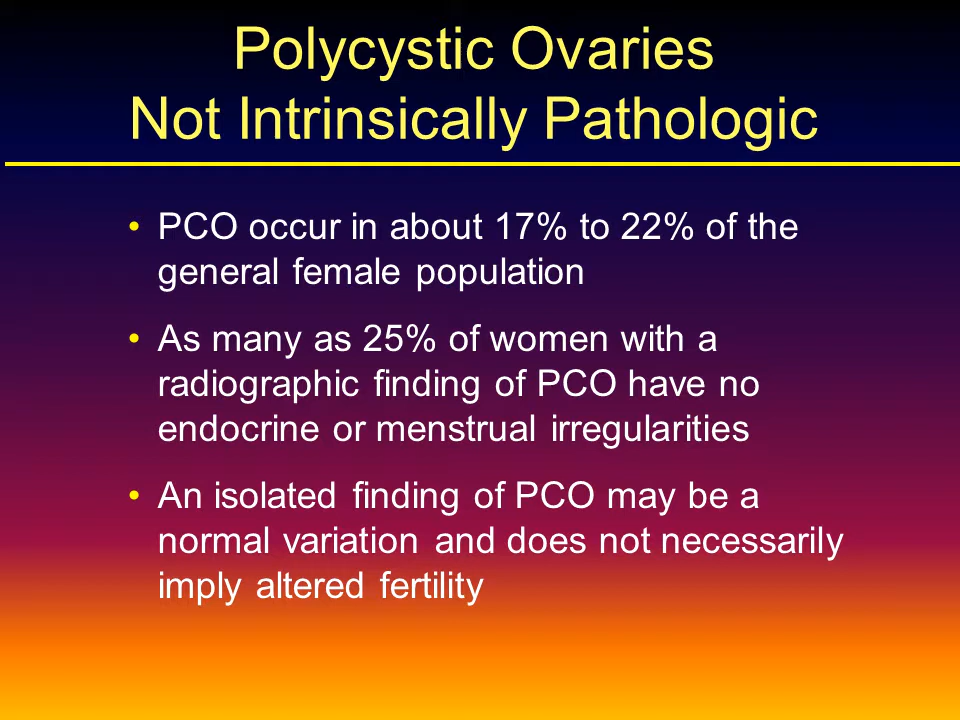 Polycystic Ovaries
Not Intrinsically Pathologic
• PCO occur in about 17% to 22% of the
general female population
• As many as 25% of women with a
radiographic finding of PCO have no
endocrine or menstrual irregularities
• An isolated finding of PCO may be a
normal variation and does not necessarily
imply altered fertility